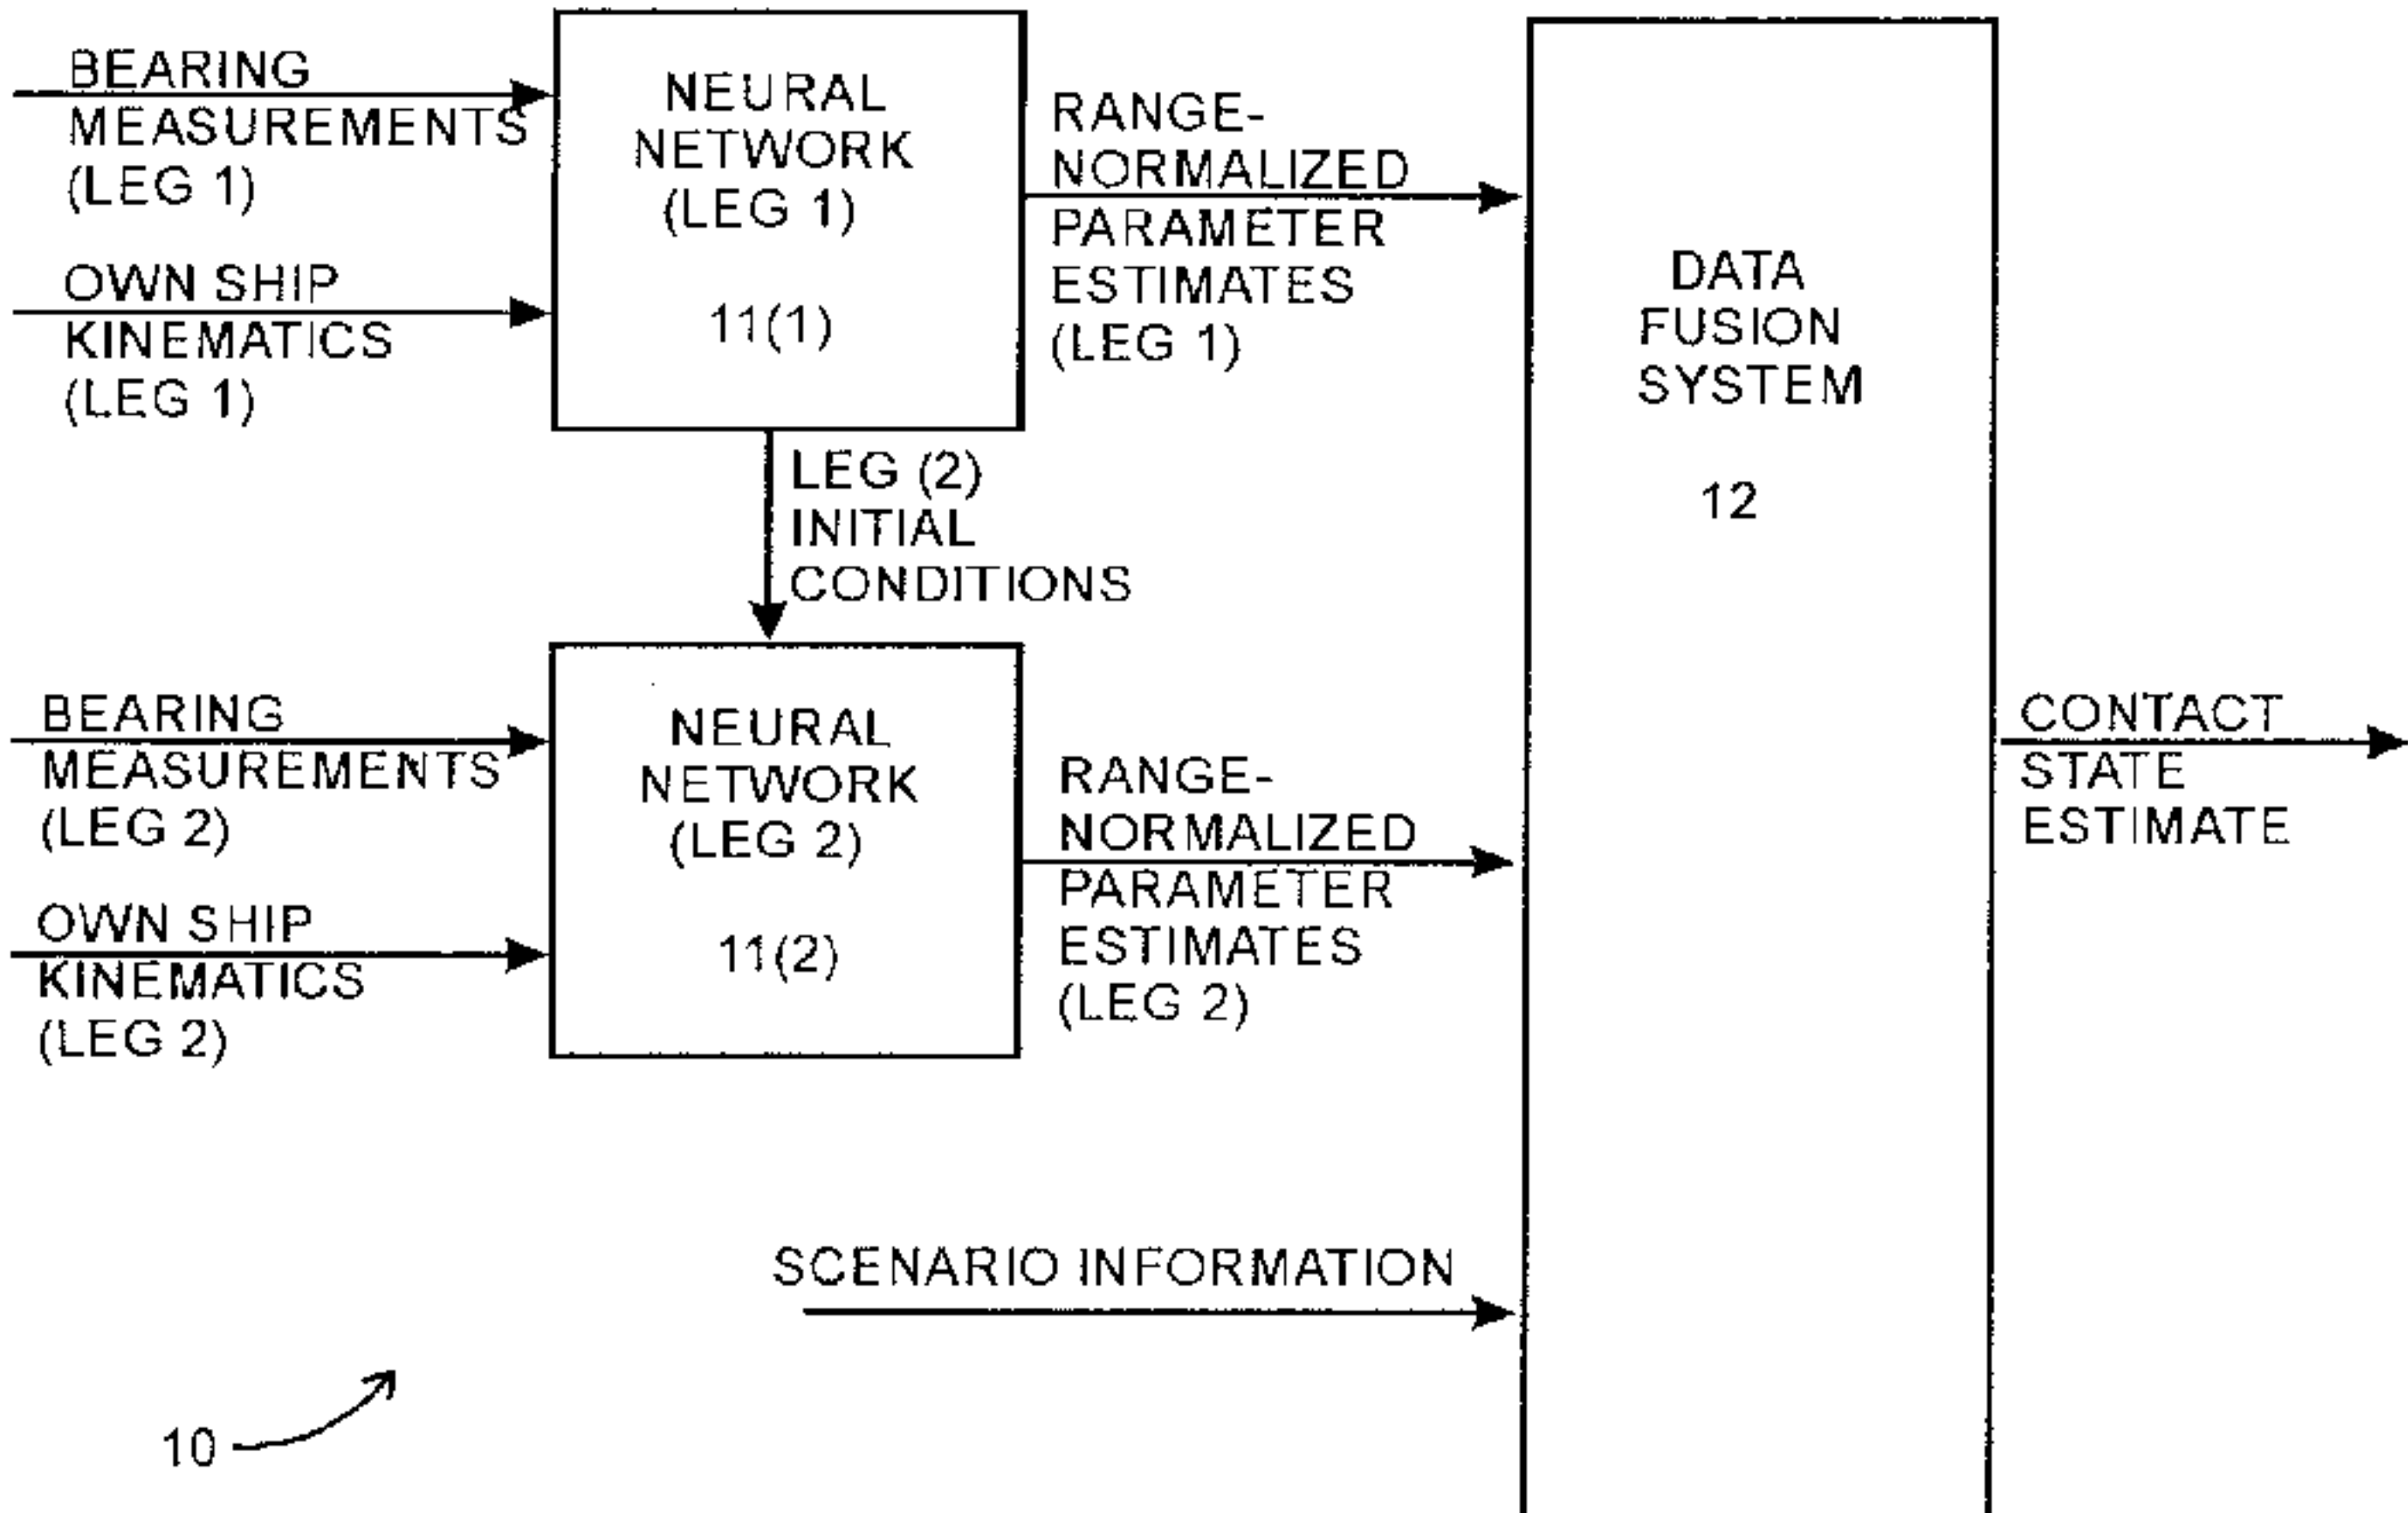 BEARING
MEASUREMENTS
(LEG 1)
OWN SHIP
KINEMATICS
(LEG 1)
NEURAL
NETWORK
(LEG 1)
11(1)
RANGE-
NORMALIZED
PARAMETER
ESTIMATES
(LEG 1)
LEG (2)
INITIAL
CONDITIONS
BEARING
MEASUREMENTS
(LEG 2)
OWN SHIP
KINEMATICS
(LEG 2)
NEURAL
NETWORK
(LEG 2)
11(2)
RANGE-
NORMALIZED
PARAMETER
ESTIMATES
(LEG 2)
SCENARIO INFORMATION
DATA
FUSION
SYSTEM
12
CONTACT
STATE
ESTIMATE
10